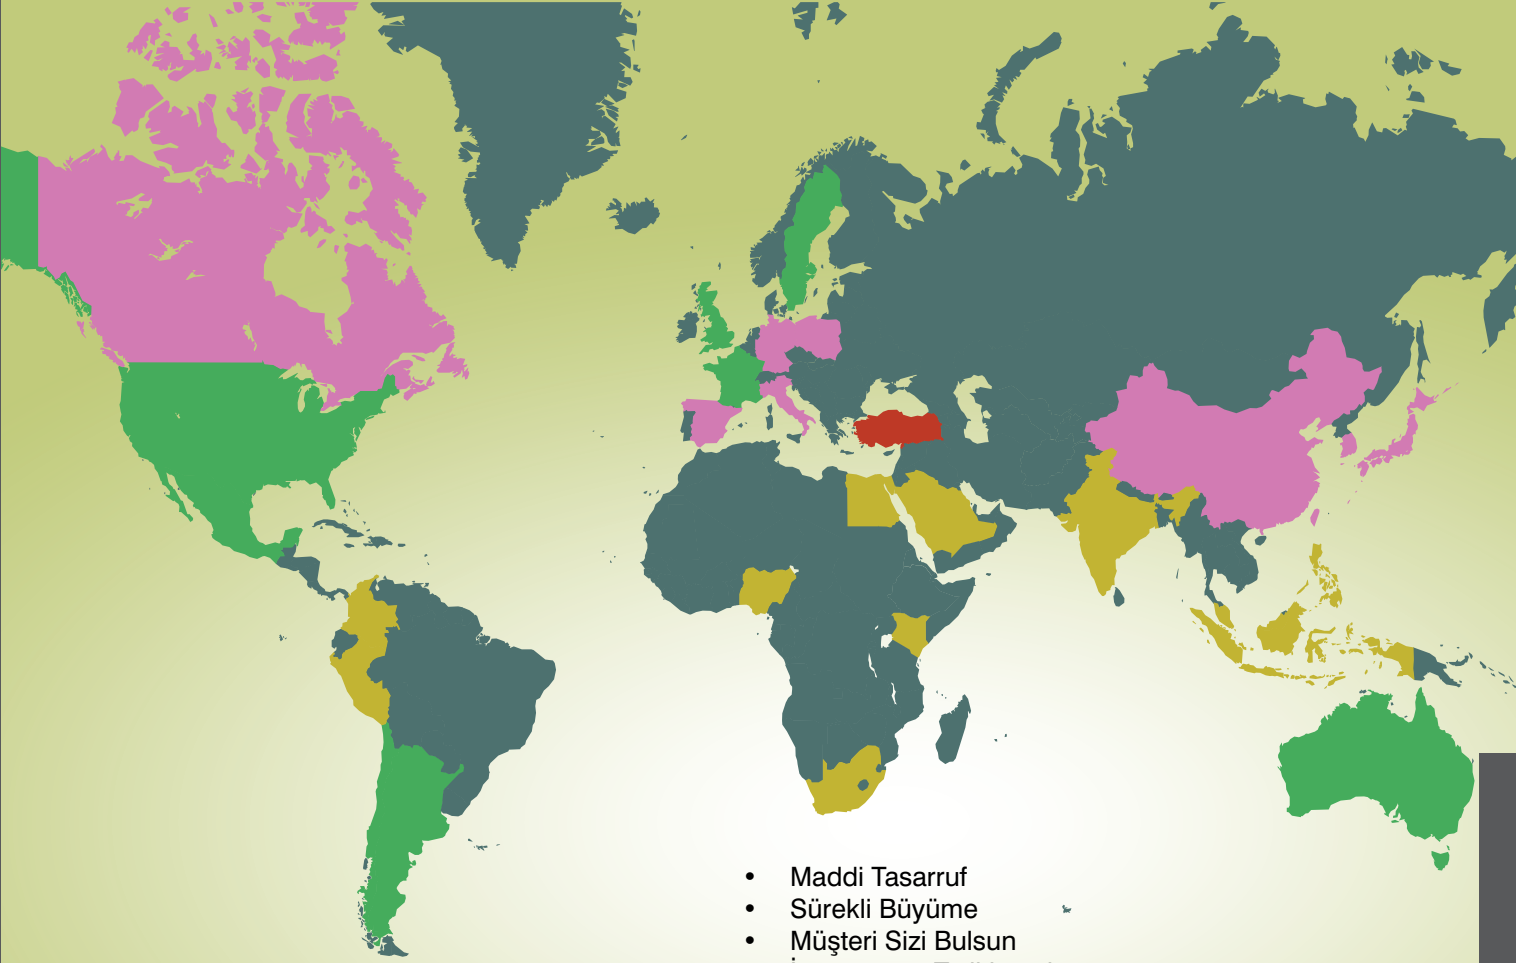 • Maddi Tasarruf
• Sürekli Büyüme
• Müşteri Sizi Bulsun